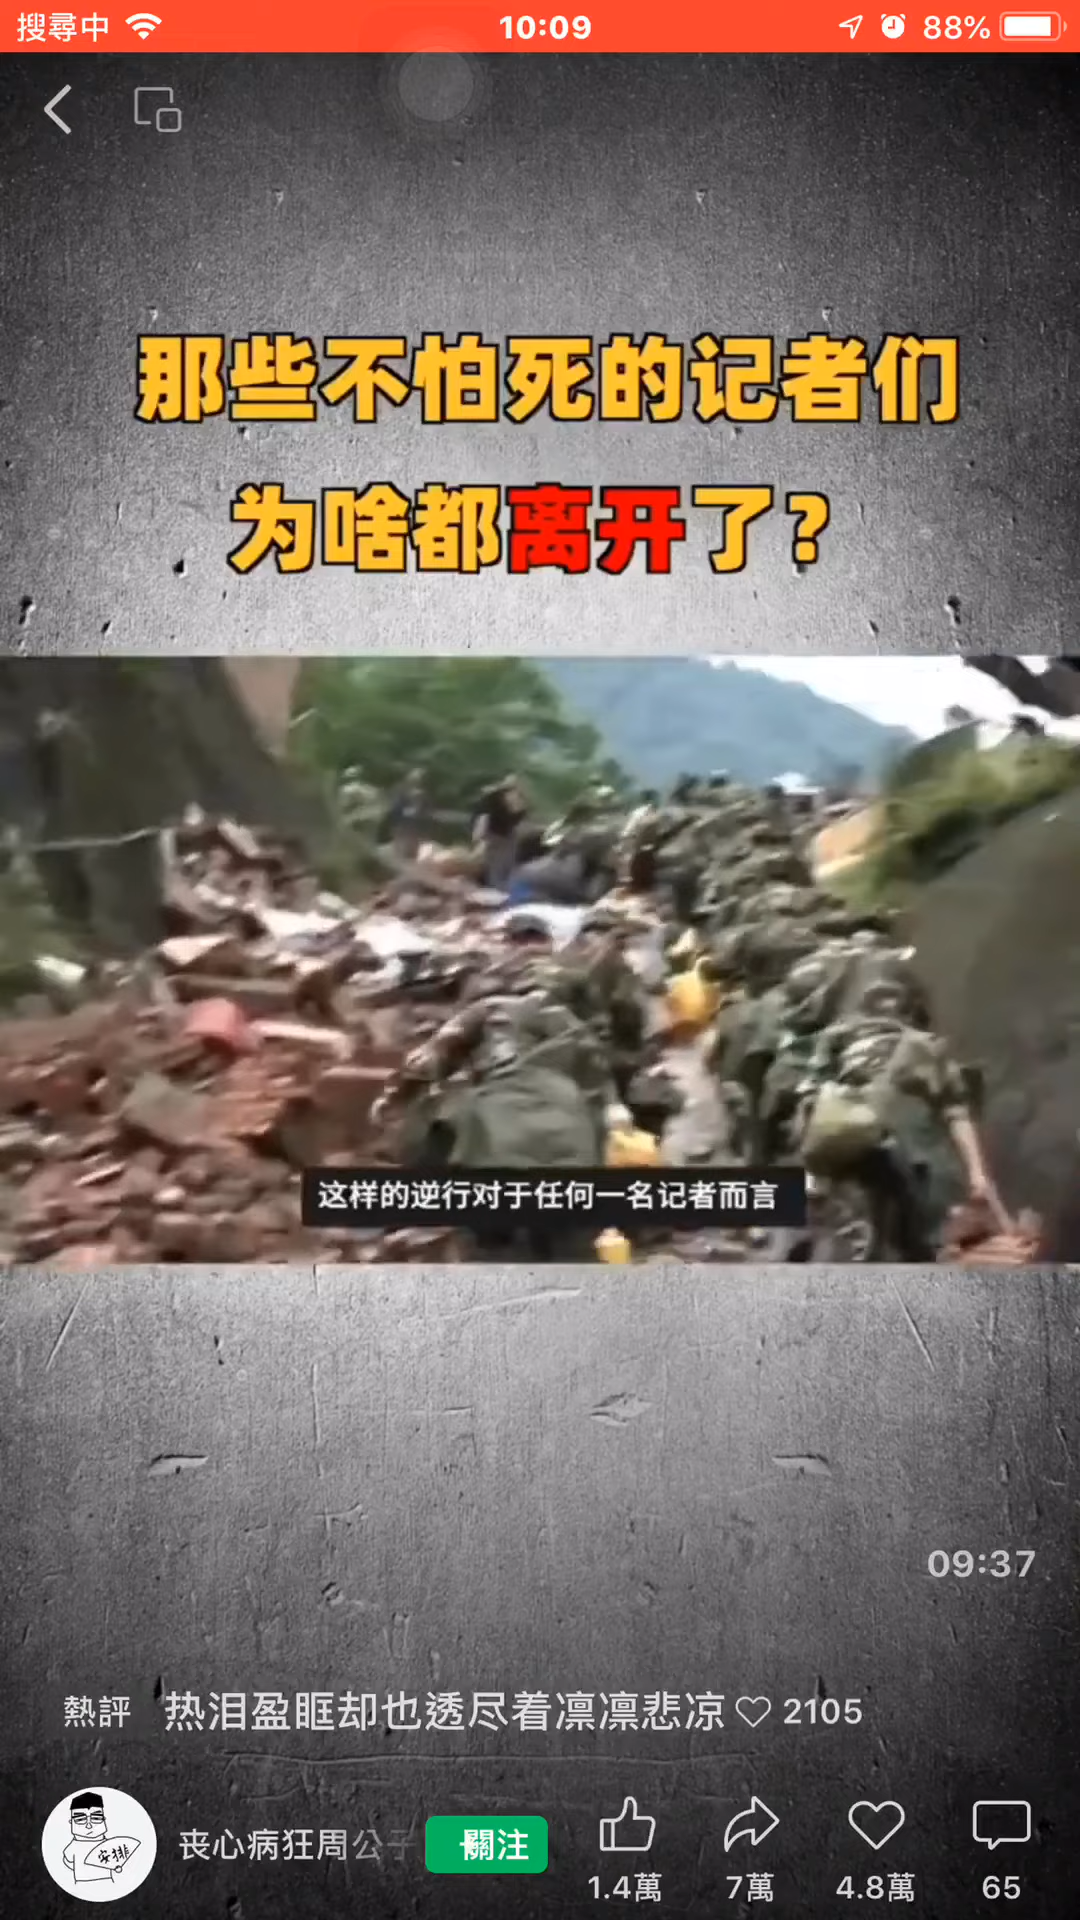 搜尋中
10:09
88%
那些不怕死的记者们
为啥都离开了?
这样的逆行对于任何一名记者而言
09:37
熱評 热泪盈眶却也透尽着凛凛悲凉 2105
安排
丧心病狂周公子
關注
1.4萬
7萬
4.8萬
65